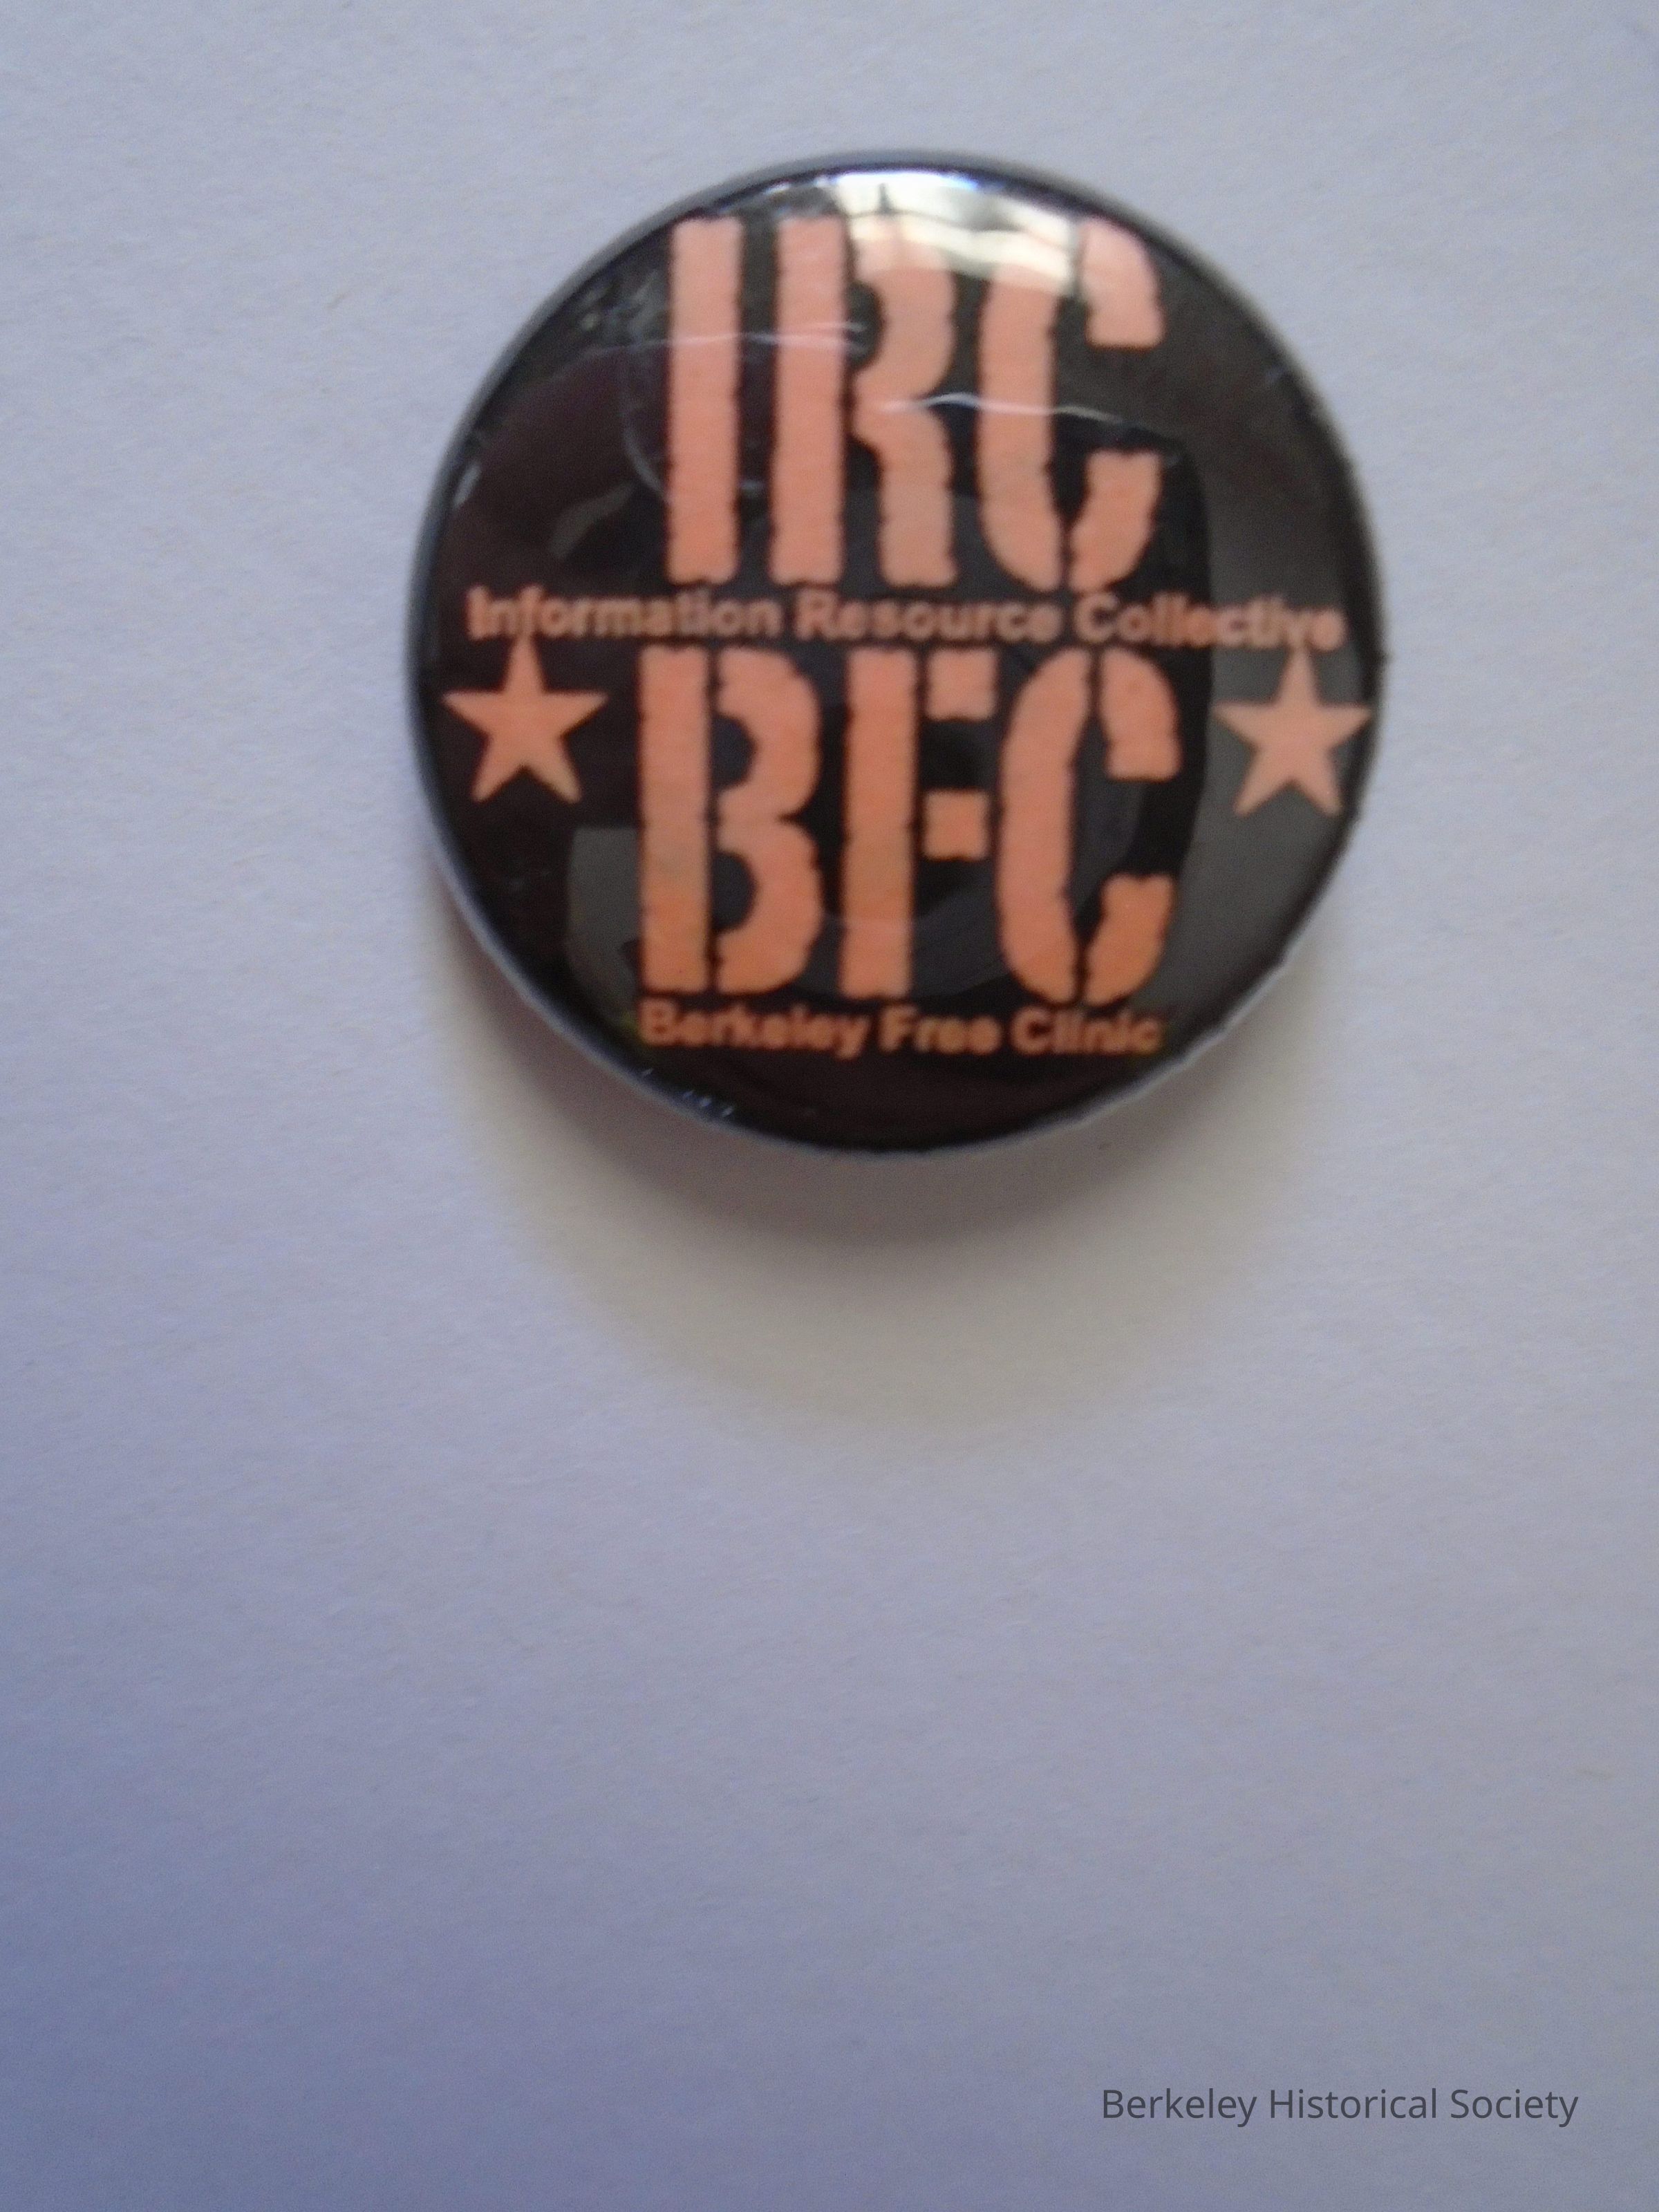 IRC
Information Resource Collective
BFC
Berkeley Free Clinic
Berkeley Historical Society